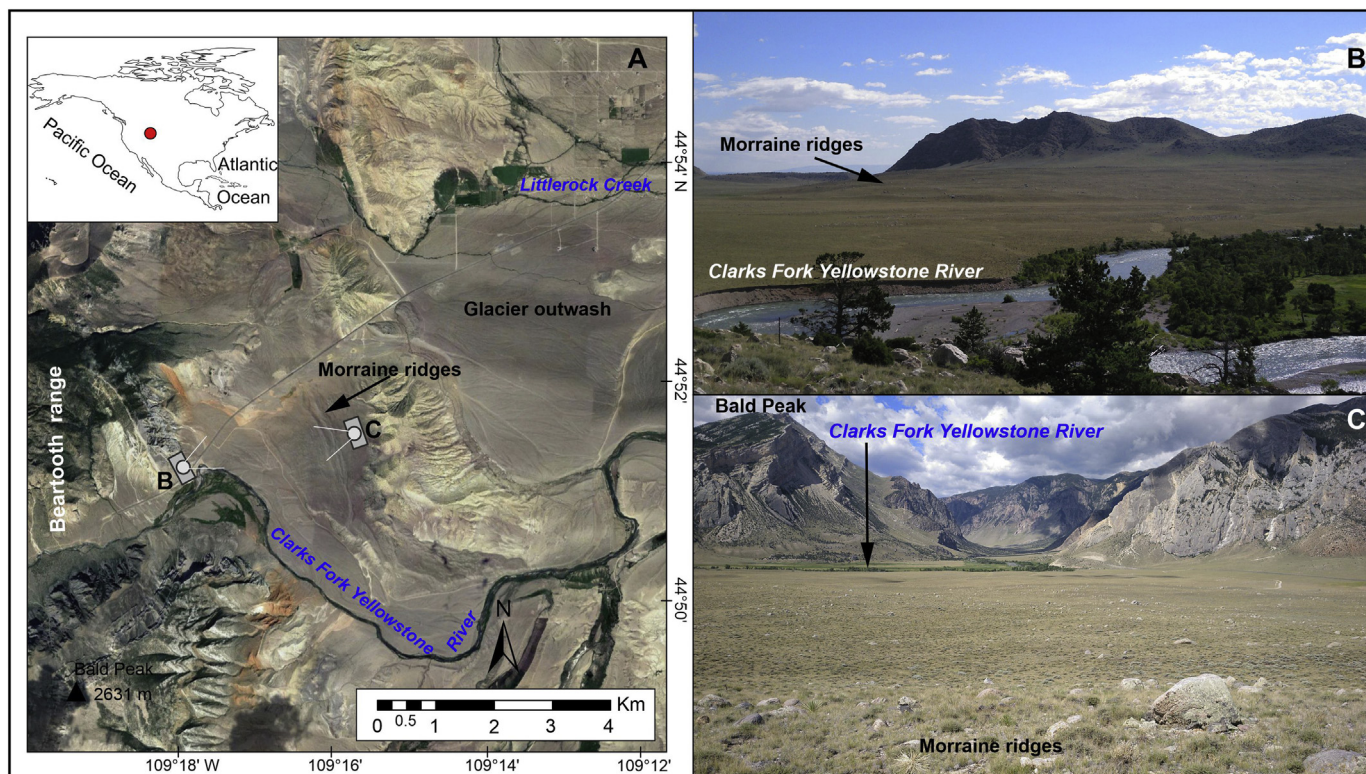 A
Pacific Ocean
Atlantic
Ocean
44°54' N
Littlerock Creek
Glacier outwash
Morraine ridges
44°52'
C
B
Beartooth range
Clarks Fork Yellowstone
River
44°50'
N
Bald Peak
2631 m
Km
0 0.5 1 2 3 4
109°18' W
109°16'
109°14'
109°12'
B
Morraine ridges
Clarks Fork Yellowstone River
Bald Peak
C
Clarks Fork Yellowstone River
Morraine ridges